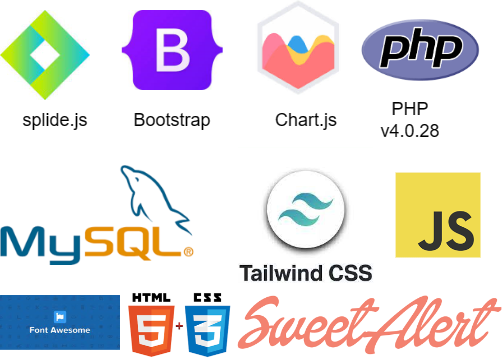 php
B
splide.js
Bootstrap
Chart.js
PHP
v4.0.28
MySQL®
JS
Tailwind CSS
Font Awesome
HTML
5
+
CSS
3
SweetAlert